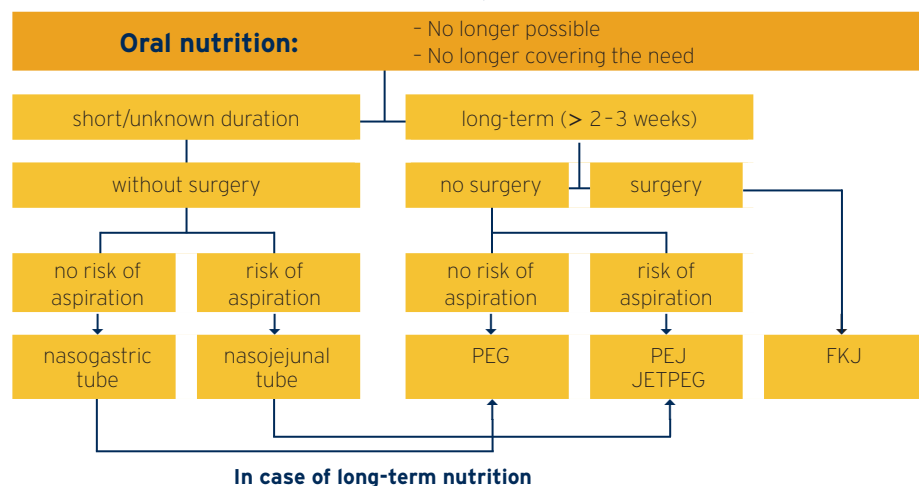 Oral nutrition:
– No longer possible
– No longer covering the need
short/unknown duration
long-term (> 2–3 weeks)
without surgery
no surgery
surgery
no risk of
aspiration
risk of
aspiration
no risk of
aspiration
risk of
aspiration
nasogastric
tube
nasojejunal
tube
PEG
PEJ
JETPEG
FKJ
In case of long-term nutrition